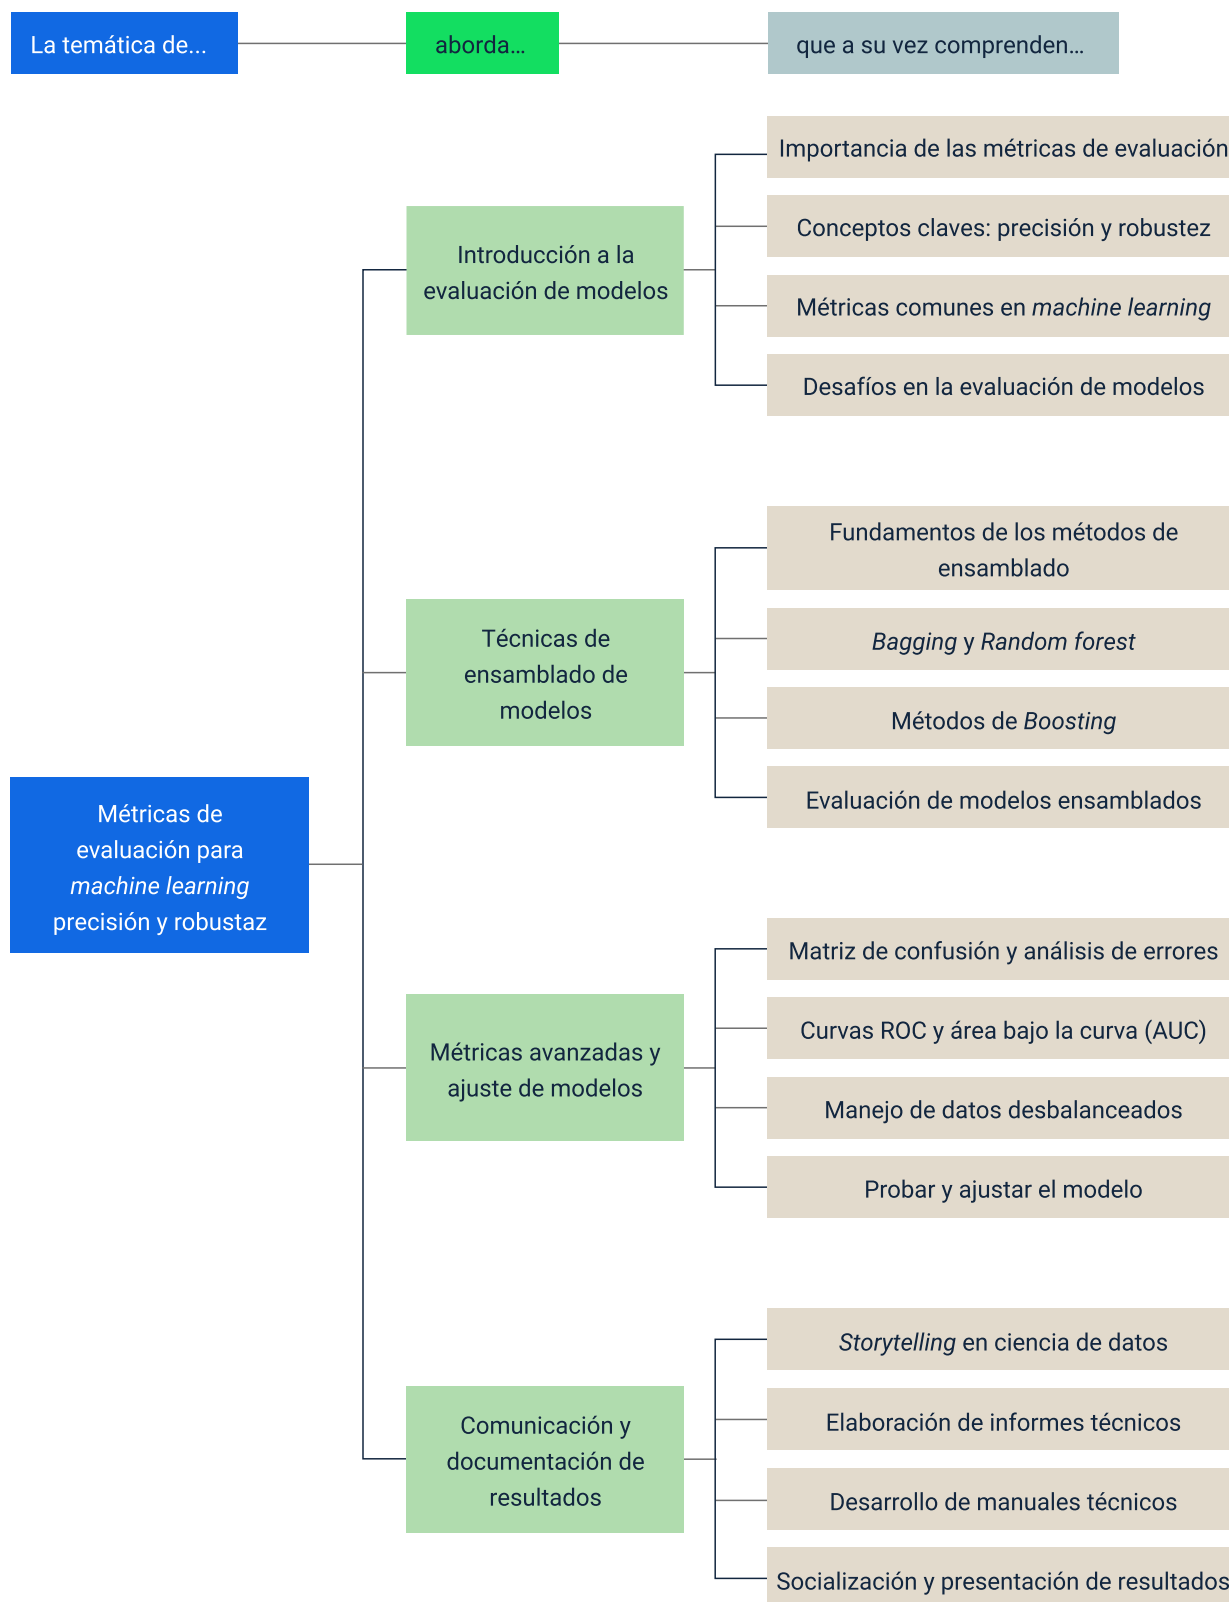 La temática de...
aborda...
que a su vez comprenden...
Métricas de
evaluación para
machine learning
precisión y robustaz
Introducción a la
evaluación de modelos
Importancia de las métricas de evaluación
Conceptos claves: precisión y robustez
Métricas comunes en machine learning
Desafíos en la evaluación de modelos
Técnicas de
ensamblado de
modelos
Fundamentos de los métodos de
ensamblado
Bagging y Random forest
Métodos de Boosting
Evaluación de modelos ensamblados
Métricas avanzadas y
ajuste de modelos
Matriz de confusión y análisis de errores
Curvas ROC y área bajo la curva (AUC)
Manejo de datos desbalanceados
Probar y ajustar el modelo
Comunicación y
documentación de
resultados
Storytelling en ciencia de datos
Elaboración de informes técnicos
Desarrollo de manuales técnicos
Socialización y presentación de resultados